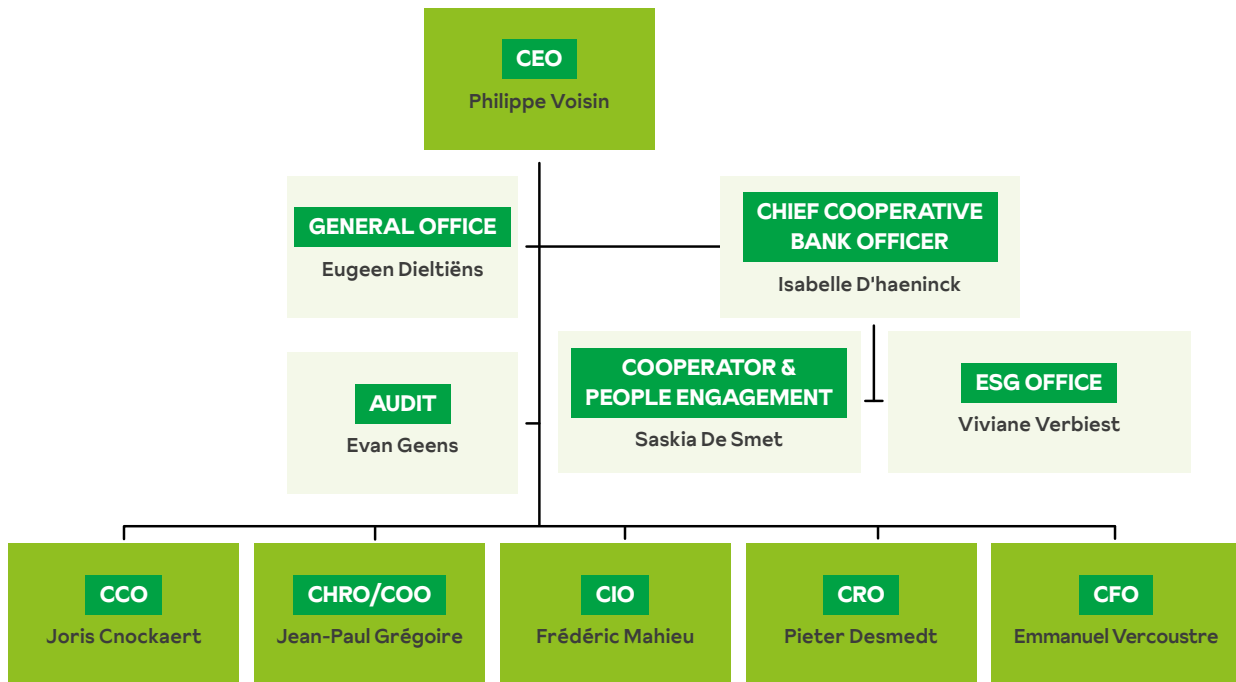 CEO
Philippe Voisin
GENERAL OFFICE
Eugeen Dieltiëns
CHIEF COOPERATIVE
BANK OFFICER
Isabelle D'haeninck
AUDIT
Evan Geens
COOPERATOR &
PEOPLE ENGAGEMENT
Saskia De Smet
ESG OFFICE
Viviane Verbiest
CCO
Joris Cnockaert
CHRO/COO
Jean-Paul Grégoire
CIO
Frédéric Mahieu
CRO
Pieter Desmedt
CFO
Emmanuel Vercoustre